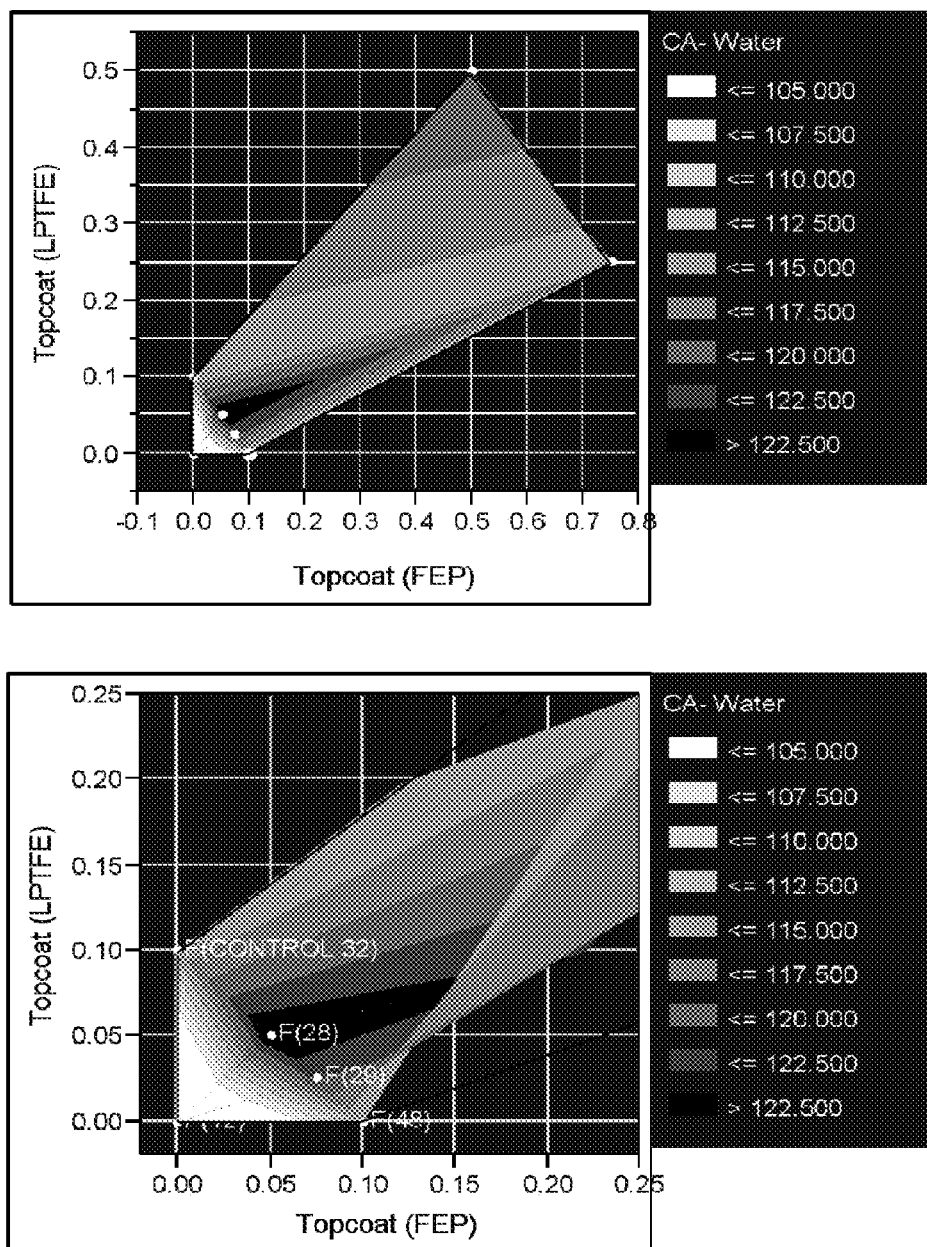 CA- Water
<= 105.000
<= 107.500
<= 110.000
<= 112.500
<= 115.000
<= 117.500
<= 120.000
<= 122.500
> 122.500
Topcoat (LPTFE)
0.5
0.4
0.3
0.2
0.1
0.0
-0.1 0.0 0.1 0.2 0.3 0.4 0.5 0.6 0.7 0.8
Topcoat (FEP)
CA- Water
<= 105.000
<= 107.500
<= 110.000
<= 112.500
<= 115.000
<= 117.500
<= 120.000
<= 122.500
> 122.500
Topcoat (LPTFE)
0.25
0.20
0.15
0.10
0.05
0.00
F(CONTROL 32)
F(28)
F(29)
F(48)
0.00 0.05 0.10 0.15 0.20 0.25
Topcoat (FEP)